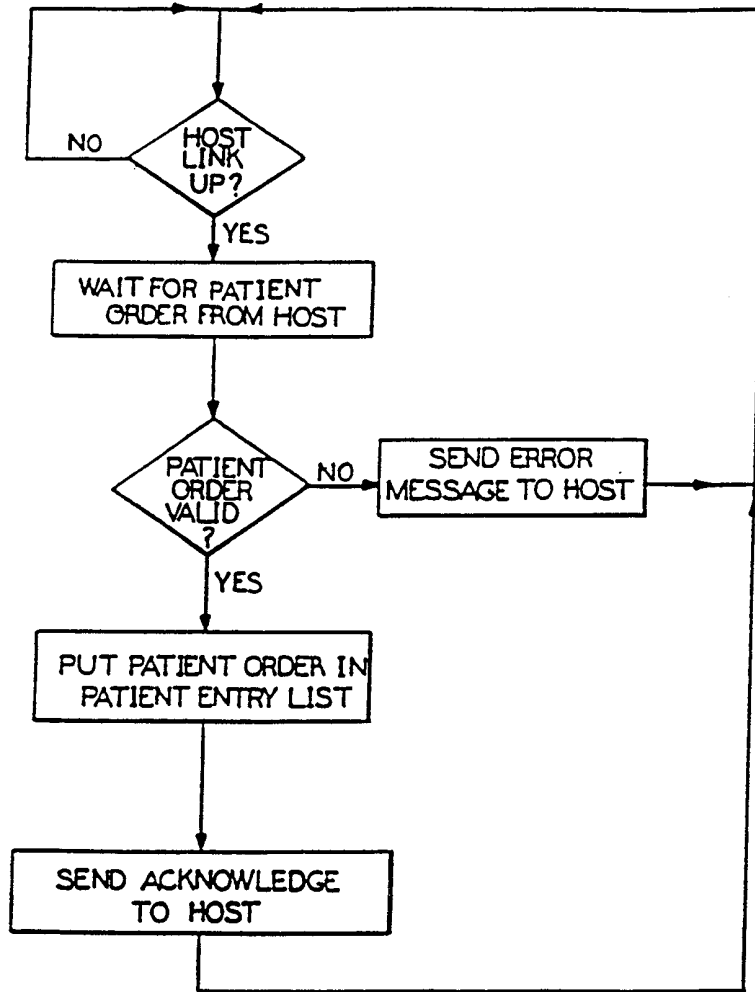 HOST
LINK
UP?
NO
YES
WAIT FOR PATIENT
ORDER FROM HOST
PATIENT
ORDER
VALID
?
NO
SEND ERROR
MESSAGE TO HOST
YES
PUT PATIENT ORDER IN
PATIENT ENTRY LIST
SEND ACKNOWLEDGE
TO HOST